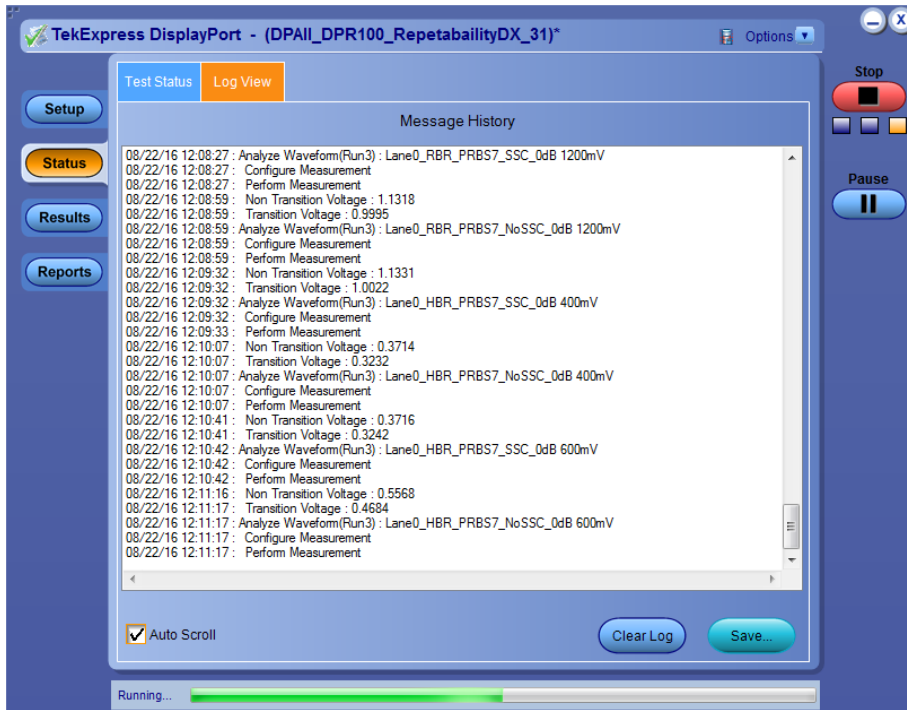 TekExpress DisplayPort - (DPAll_DPR100_RepetabailityDX_31)*
Options
Stop
Pause
Setup
Status
Results
Reports
Test Status
Log View
Message History
08/22/16 12:08:27 : Analyze Waveform(Run3) : Lane0_RBR_PRBS7_SSC_0dB 1200mV
08/22/16 12:08:27 : Configure Measurement
08/22/16 12:08:27 : Perform Measurement
08/22/16 12:08:59 : Non Transition Voltage : 1.1318
08/22/16 12:08:59 : Transition Voltage : 0.9995
08/22/16 12:08:59 : Analyze Waveform(Run3) : Lane0_RBR_PRBS7_NoSSC_0dB 1200mV
08/22/16 12:08:59 : Configure Measurement
08/22/16 12:08:59 : Perform Measurement
08/22/16 12:09:32 : Non Transition Voltage : 1.1331
08/22/16 12:09:32 : Transition Voltage : 1.0022
08/22/16 12:09:32 : Analyze Waveform(Run3) : Lane0_HBR_PRBS7_SSC_0dB 400mV
08/22/16 12:09:32 : Configure Measurement
08/22/16 12:09:33 : Perform Measurement
08/22/16 12:10:07 : Non Transition Voltage : 0.3714
08/22/16 12:10:07 : Transition Voltage : 0.3232
08/22/16 12:10:07 : Analyze Waveform(Run3) : Lane0_HBR_PRBS7_NoSSC_0dB 400mV
08/22/16 12:10:07 : Configure Measurement
08/22/16 12:10:07 : Perform Measurement
08/22/16 12:10:41 : Non Transition Voltage : 0.3716
08/22/16 12:10:41 : Transition Voltage : 0.3242
08/22/16 12:10:42 : Analyze Waveform(Run3) : Lane0_HBR_PRBS7_SSC_0dB 600mV
08/22/16 12:10:42 : Configure Measurement
08/22/16 12:10:42 : Perform Measurement
08/22/16 12:11:16 : Non Transition Voltage : 0.5568
08/22/16 12:11:17 : Transition Voltage : 0.4684
08/22/16 12:11:17 : Analyze Waveform(Run3) : Lane0_HBR_PRBS7_NoSSC_0dB 600mV
08/22/16 12:11:17 : Configure Measurement
08/22/16 12:11:17 : Perform Measurement
Auto Scroll
Clear Log
Save...
Running...